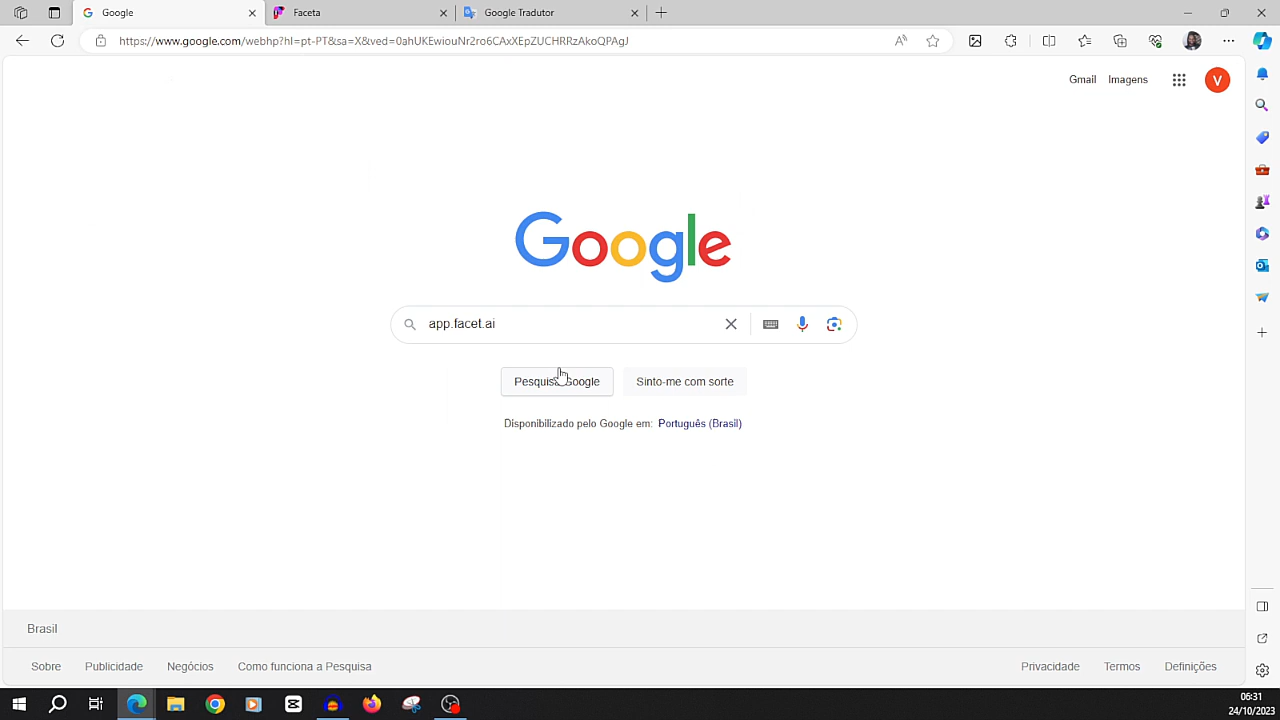 Google
Faceta
Google Tradutor
https://www.google.com/webhp?hl=pt-PT&sa=X&ved=0ahUKEwiouNr2ro6CAxXEpZUCHRRzAkoQPAgJ
Gmail
Imagens
V
Google
app.facet.ai
Pesquisa Google
Sinto-me com sorte
Disponibilizado pelo Google em: Português (Brasil)
Brasil
Sobre
Publicidade
Negócios
Como funciona a Pesquisa
Privacidade
Termos
Definições
06:31
24/10/2023